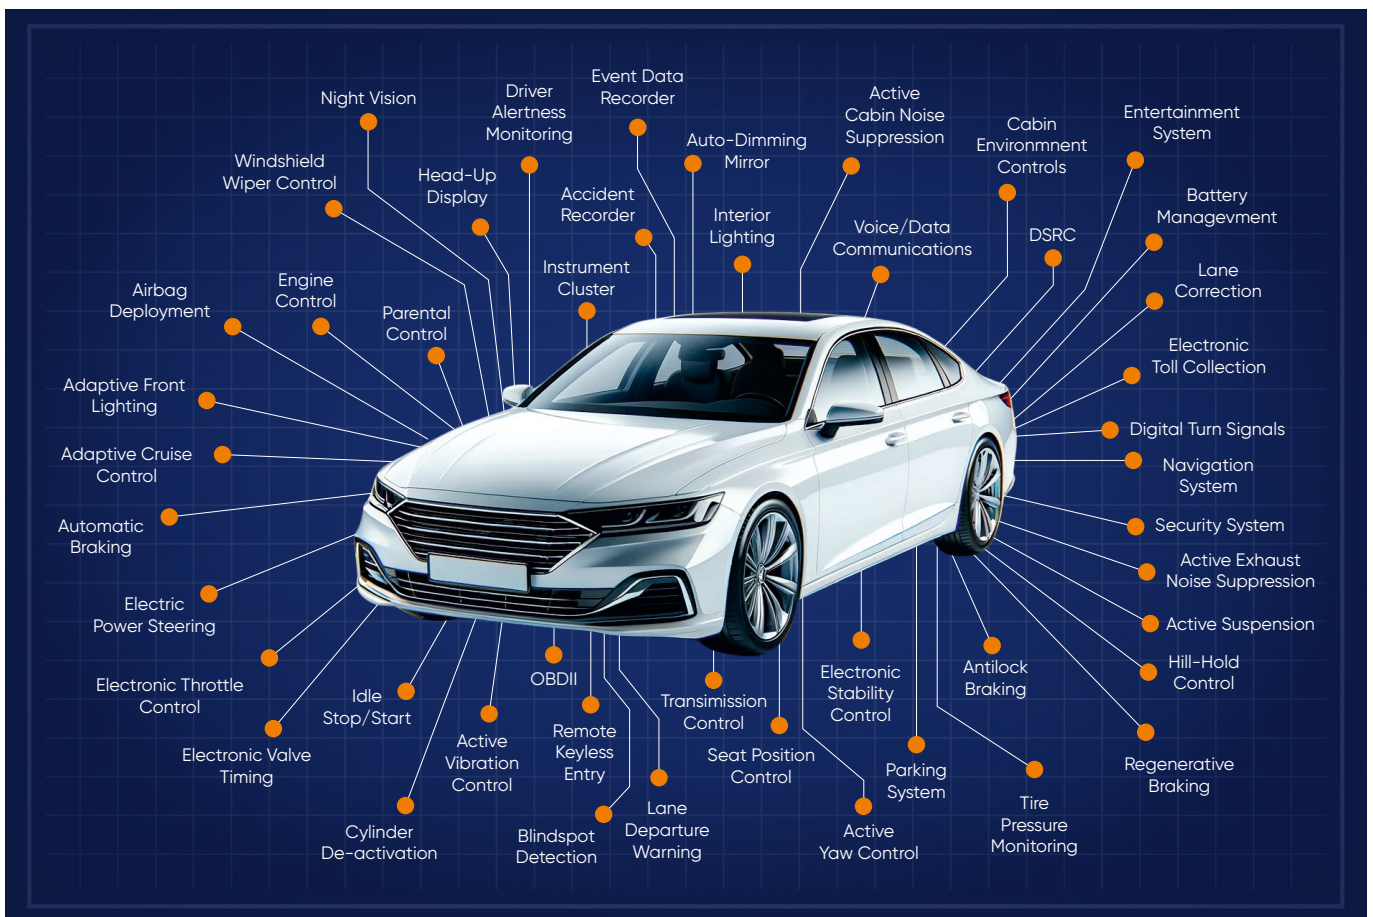 Event Data
Recorder
Night Vision
Driver
Alertness
Monitoring
Active
Cabin Noise
Suppression
Entertainment
System
Cabin
Environmnent
Controls
Auto-Dimming
Mirror
Windshield
Wiper Control
Head-Up
Display
Accident
Recorder
Interior
Lighting
Battery
Managevment
Voice/Data
Communications
DSRC
Instrument
Cluster
Engine
Control
Airbag
Deployment
Lane
Correction
Parental
Control
Electronic
Toll Collection
Adaptive Front
Lighting
Digital Turn Signals
Adaptive Cruise
Control
Navigation
System
Automatic
Braking
Security System
Active Exhaust
Noise Suppression
Electric
Power Steering
Active Suspension
Hill-Hold
Control
Antilock
Braking
Electronic
Stability
Control
OBDII
Electronic Throttle
Control
Idle
Stop/Start
Transimission
Control
Remote
Keyless
Entry
Active
Vibration
Control
Electronic Valve
Timing
Seat Position
Control
Parking
System
Regenerative
Braking
Tire
Pressure
Monitoring
Lane
Departure
Warning
Cylinder
De-activation
Blindspot
Detection
Active
Yaw Control